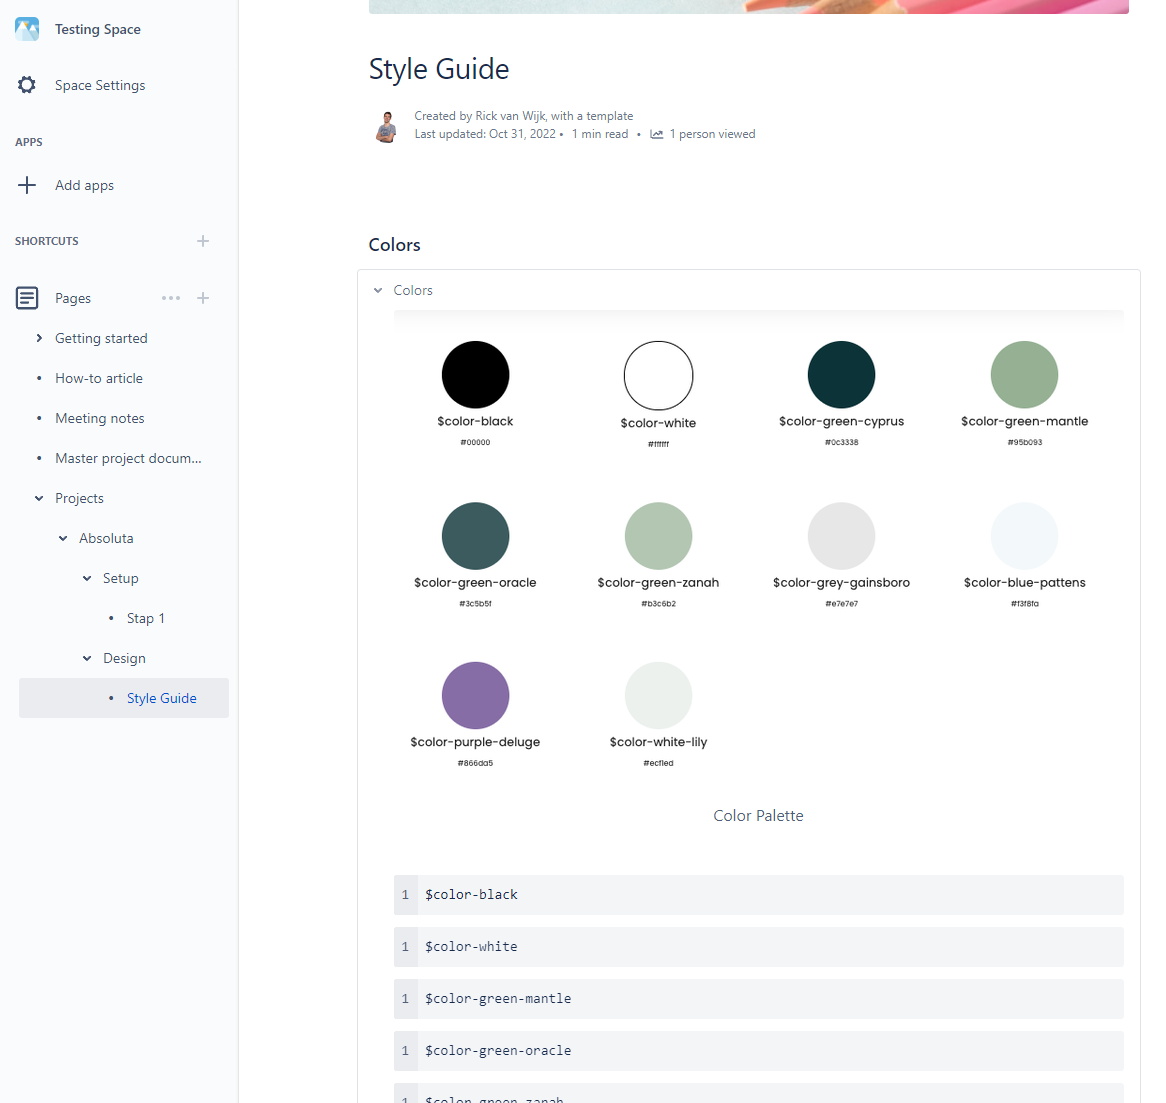 Testing Space
Space Settings
APPS
Add apps
SHORTCUTS
Pages
Getting started
How-to article
Meeting notes
Master project docum...
Projects
Absoluta
Setup
Stap 1
Design
Style Guide
Style Guide
Created by Rick van Wijk, with a template
Last updated: Oct 31, 2022 • 1 min read • 1 person viewed
Colors
Colors
$color-black $color-white $color-green-cyprus $color-green-mantle
#00000 #ffffff #0c3338 #95b093
$color-green-oracle $color-green-zanah $color-grey-gainsboro $color-blue-pattens
#3c5b5f #b3c6b2 #e7e7e7 #f3f8fa
$color-purple-deluge $color-white-lily
#866da5 #ecf1ed
Color Palette
1 $color-black
1 $color-white
1 $color-green-mantle
1 $color-green-oracle
1 $color-green-zanah